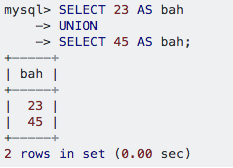 mysql> SELECT 23 AS bah
    -> UNION
    -> SELECT 45 AS bah;
+-----+
| bah |
+-----+
|  23 |
|  45 |
+-----+
2 rows in set (0.00 sec)